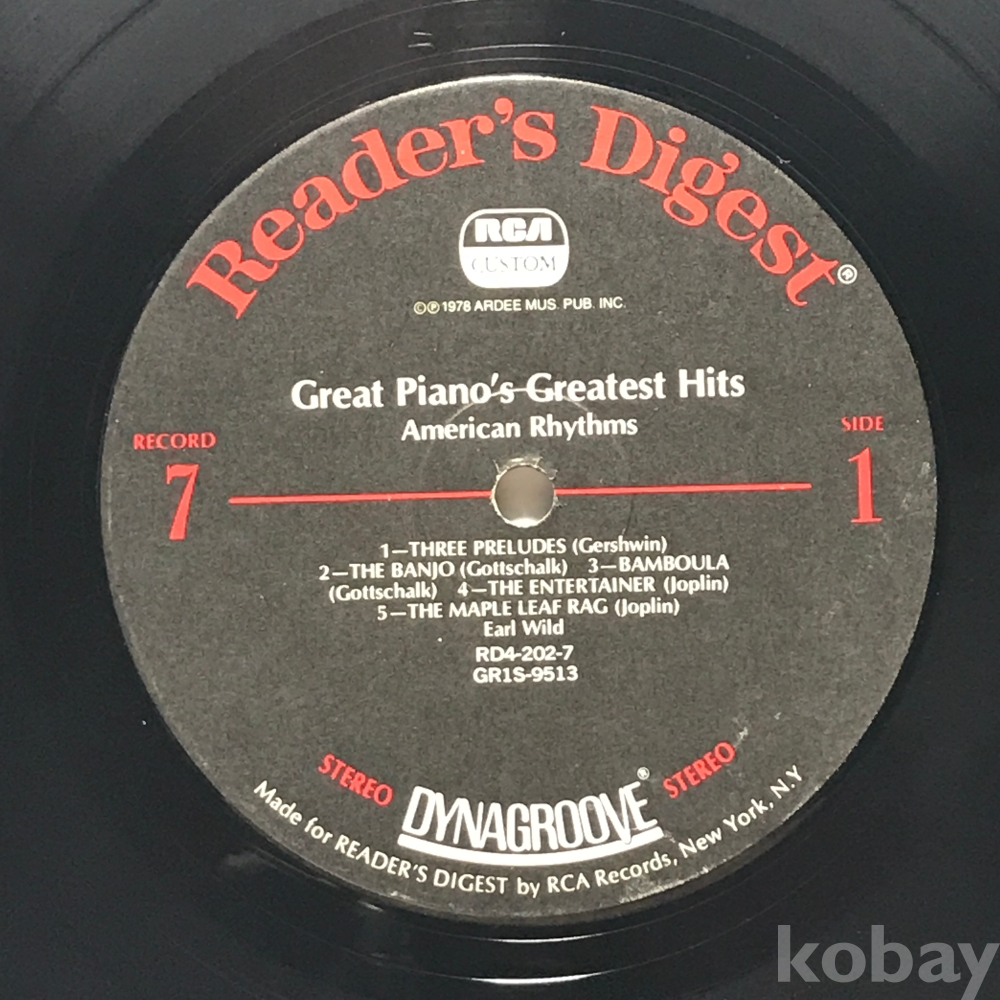 Reader's Digest®
RCA
CUSTOM
©℗ 1978 ARDEE MUS. PUB. INC.
Great Piano's Greatest Hits
American Rhythms
RECORD
7
SIDE
1
1—THREE PRELUDES (Gershwin)
2—THE BANJO (Gottschalk) 3—BAMBOULA
(Gottschalk) 4—THE ENTERTAINER (Joplin)
5—THE MAPLE LEAF RAG (Joplin)
Earl Wild
RD4-202-7
GR1S-9513
STEREO DYNAGROOVE® STEREO
Made for READER'S DIGEST by RCA Records, New York, N.Y
kobay